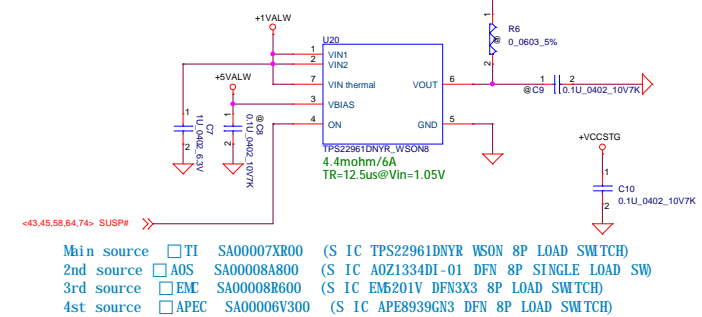 +1VALW
U20
1 VIN1
2 VIN2
7 VIN thermal
3 VBIAS
4 ON
VOUT 6
GND 5
TPS22961DNYR_WSON8
4.4mohm/6A
TR=12.5us@Vin=1.05V
+5VALW
1
2
C7
1U_0402_6.3V
1
2
@
C8
0.1U_0402_10V7K
1
R6
@
0_0603_5%
2
1 2
@C9 0.1U_0402_10V7K
+VCCSTG
1
C10
0.1U_0402_10V7K
2
<43,45,58,64,74> SUSP#
Main source □TI SA00007XR00 (S IC TPS22961DNYR WSON 8P LOAD SWITCH)
2nd source □AOS SA00008A800 (S IC AOZ1334DI-01 DFN 8P SINGLE LOAD SW)
3rd source □EMC SA00008R600 (S IC EM5201V DFN3X3 8P LOAD SWITCH)
4st source □APEC SA00006V300 (S IC APE8939GN3 DFN 8P LOAD SWITCH)